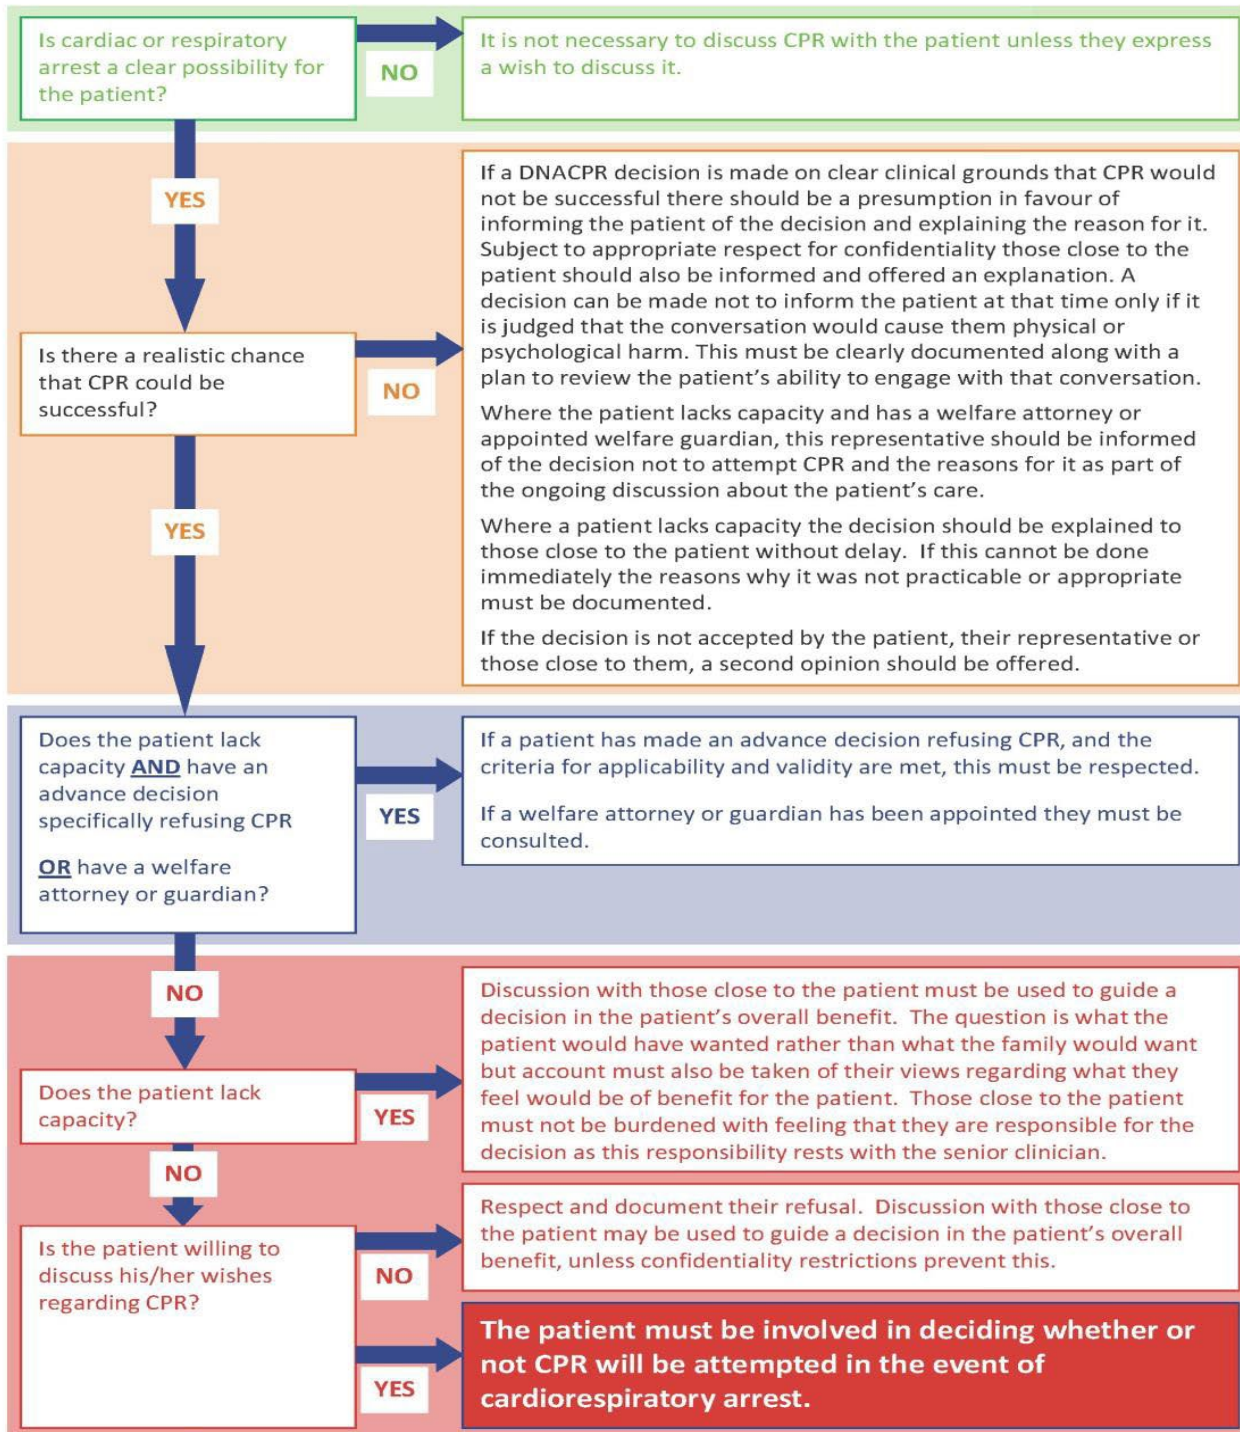 Is cardiac or respiratory
arrest a clear possibility for
the patient?
NO
It is not necessary to discuss CPR with the patient unless they express
a wish to discuss it.
YES
Is there a realistic chance
that CPR could be
successful?
NO
If a DNACPR decision is made on clear clinical grounds that CPR would
not be successful there should be a presumption in favour of
informing the patient of the decision and explaining the reason for it.
Subject to appropriate respect for confidentiality those close to the
patient should also be informed and offered an explanation. A
decision can be made not to inform the patient at that time only if it
is judged that the conversation would cause them physical or
psychological harm. This must be clearly documented along with a
plan to review the patient's ability to engage with that conversation.
Where the patient lacks capacity and has a welfare attorney or
appointed welfare guardian, this representative should be informed
of the decision not to attempt CPR and the reasons for it as part of
the ongoing discussion about the patient's care.
Where a patient lacks capacity the decision should be explained to
those close to the patient without delay. If this cannot be done
immediately the reasons why it was not practicable or appropriate
must be documented.
If the decision is not accepted by the patient, their representative or
those close to them, a second opinion should be offered.
YES
Does the patient lack
capacity AND have an
advance decision
specifically refusing CPR
OR have a welfare
attorney or guardian?
YES
If a patient has made an advance decision refusing CPR, and the
criteria for applicability and validity are met, this must be respected.
If a welfare attorney or guardian has been appointed they must be
consulted.
NO
Does the patient lack
capacity?
YES
Discussion with those close to the patient must be used to guide a
decision in the patient's overall benefit. The question is what the
patient would have wanted rather than what the family would want
but account must also be taken of their views regarding what they
feel would be of benefit for the patient. Those close to the patient
must not be burdened with feeling that they are responsible for the
decision as this responsibility rests with the senior clinician.
NO
Is the patient willing to
discuss his/her wishes
regarding CPR?
NO
Respect and document their refusal. Discussion with those close to
the patient may be used to guide a decision in the patient's overall
benefit, unless confidentiality restrictions prevent this.
YES
The patient must be involved in deciding whether or
not CPR will be attempted in the event of
cardiorespiratory arrest.